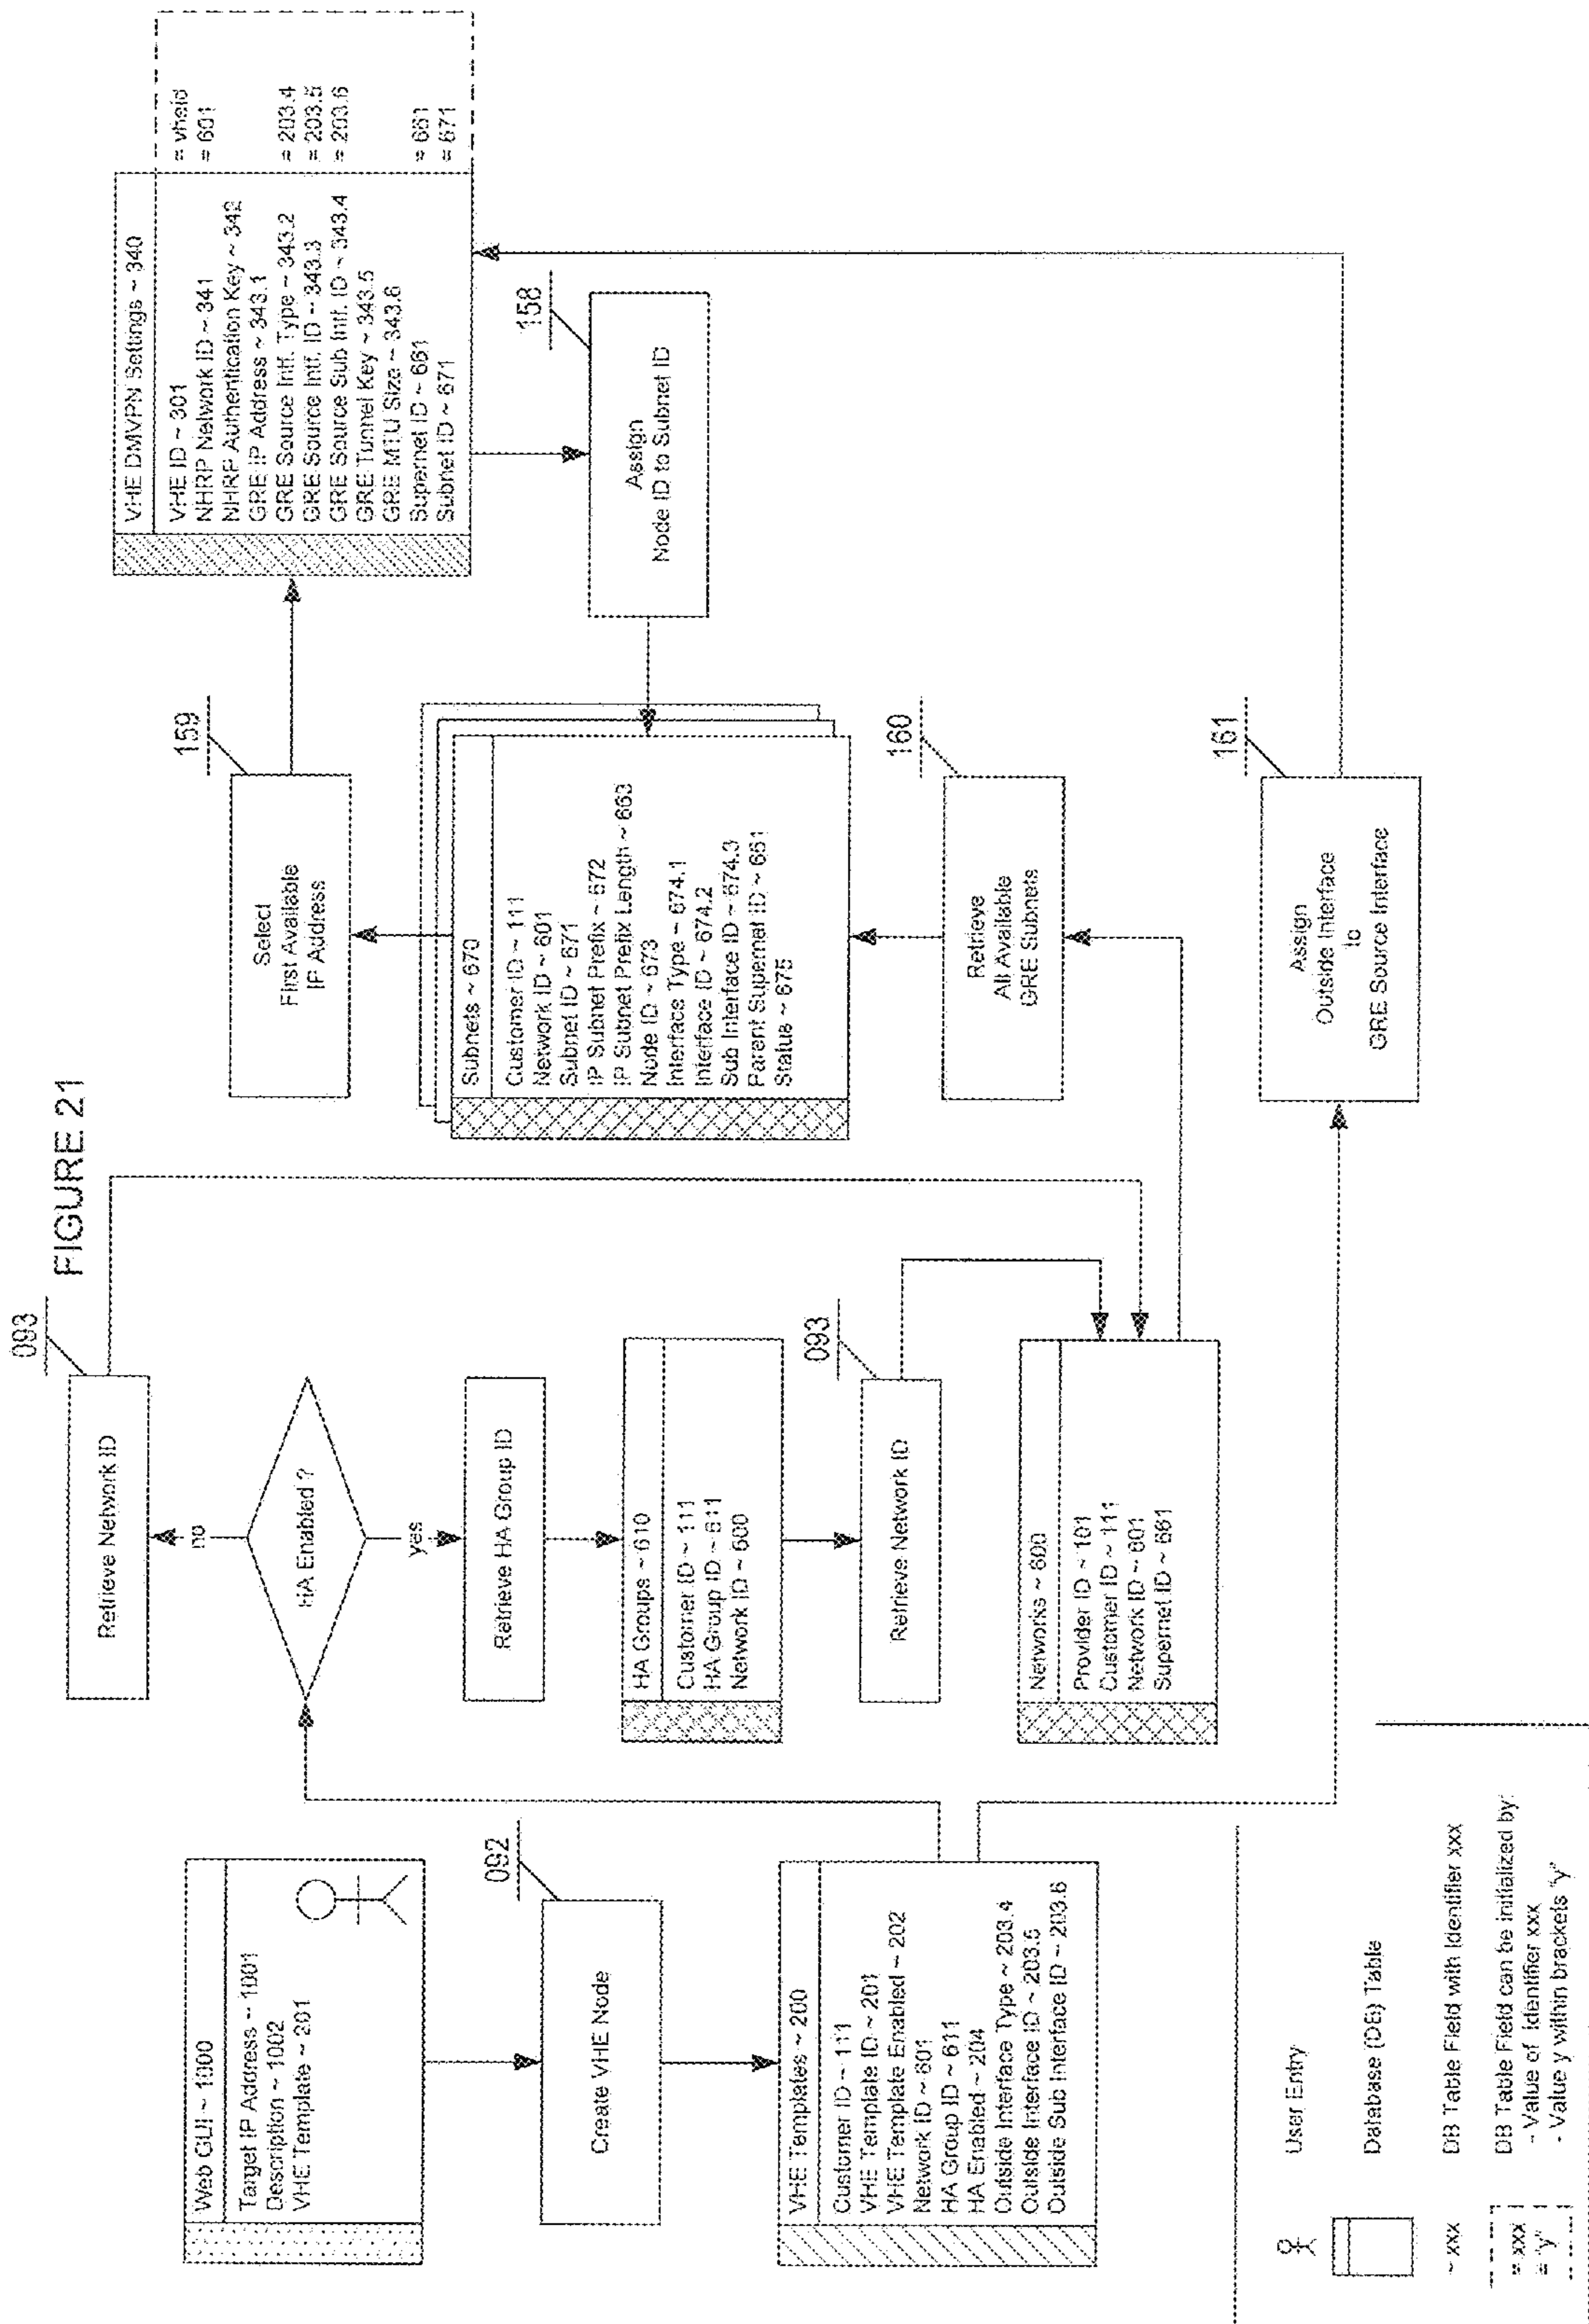 FIGURE 21
Web GUI ~ 1000
Target IP Address ~ 1001
Description ~ 1002
VHE Template ~ 201
Create VHE Node
092
VHE Templates ~ 200
Customer ID ~ 111
VHE Template ID ~ 201
VHE Template Enabled ~ 202
Network ID ~ 601
HA Group ID ~ 611
HA Enabled ~ 204
Outside Interface Type ~ 203.4
Outside Interface ID ~ 203.5
Outside Sub Interface ID ~ 203.6
Retrieve Network ID
093
no
HA Enabled ?
yes
Retrieve HA Group ID
HA Groups ~ 610
Customer ID ~ 111
HA Group ID ~ 611
Network ID ~ 600
Retrieve Network ID
093
Networks ~ 600
Provider ID ~ 101
Customer ID ~ 111
Network ID ~ 601
Supernet ID ~ 661
Select
First Available
IP Address
159
Subnets ~ 670
Customer ID ~ 111
Network ID ~ 601
Subnet ID ~ 671
IP Subnet Prefix ~ 672
IP Subnet Prefix Length ~ 663
Node ID ~ 673
Interface Type ~ 674.1
Interface ID ~ 674.2
Sub Interface ID ~ 674.3
Parent Supernet ID ~ 661
Status ~ 675
Retrieve
All Available
GRE Subnets
160
Assign
Outside Interface
to
GRE Source Interface
161
VHE DMVPN Settings ~ 340
VHE ID ~ 301
= vheid
NHRP Network ID ~ 341
= 601
NHRP Authentication Key ~ 342
GRE IP Address ~ 343.1
GRE Source Intf. Type ~ 343.2
= 203.4
GRE Source Intf. ID ~ 343.3
= 203.5
GRE Source Sub Intf. ID ~ 343.4
= 203.6
GRE Tunnel Key ~ 343.5
GRE MTU Size ~ 343.6
Supernet ID ~ 661
= 661
Subnet ID ~ 671
= 671
Assign
Node ID to Subnet ID
158
User Entry
Database (DB) Table
~ xxx
DB Table Field with Identifier xxx
= xxx
= "y"
DB Table Field can be initialized by:
- Value of Identifier xxx
- Value y within brackets "y"